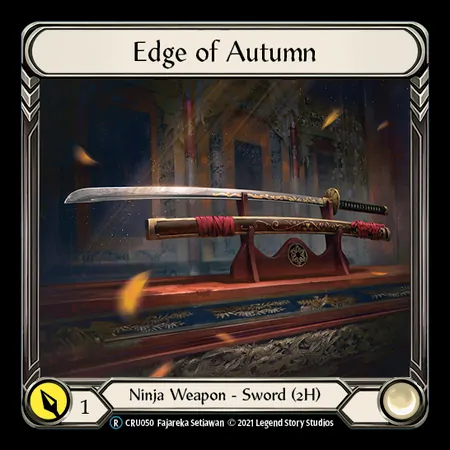 Edge of Autumn
1
Ninja Weapon - Sword (2H)
R CRU050 Fajareka Setiawan © 2021 Legend Story Studios